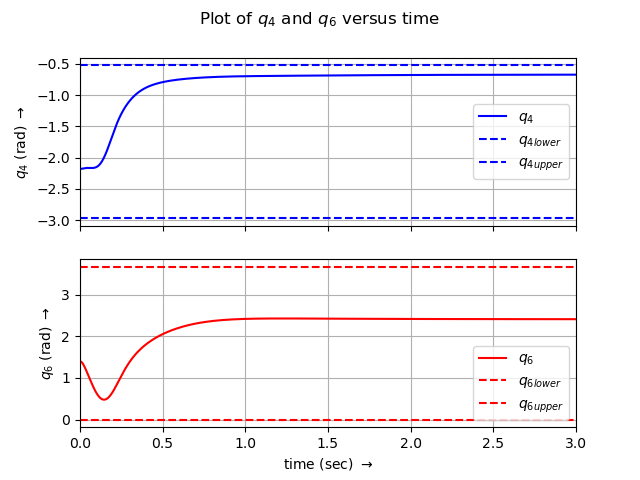 Plot of q4 and q6 versus time
−0.5
−1.0
−1.5
−2.0
−2.5
−3.0
q4 (rad) →
q4
q4lower
q4upper
3
2
1
0
q6 (rad) →
q6
q6lower
q6upper
0.0 0.5 1.0 1.5 2.0 2.5 3.0
time (sec) →